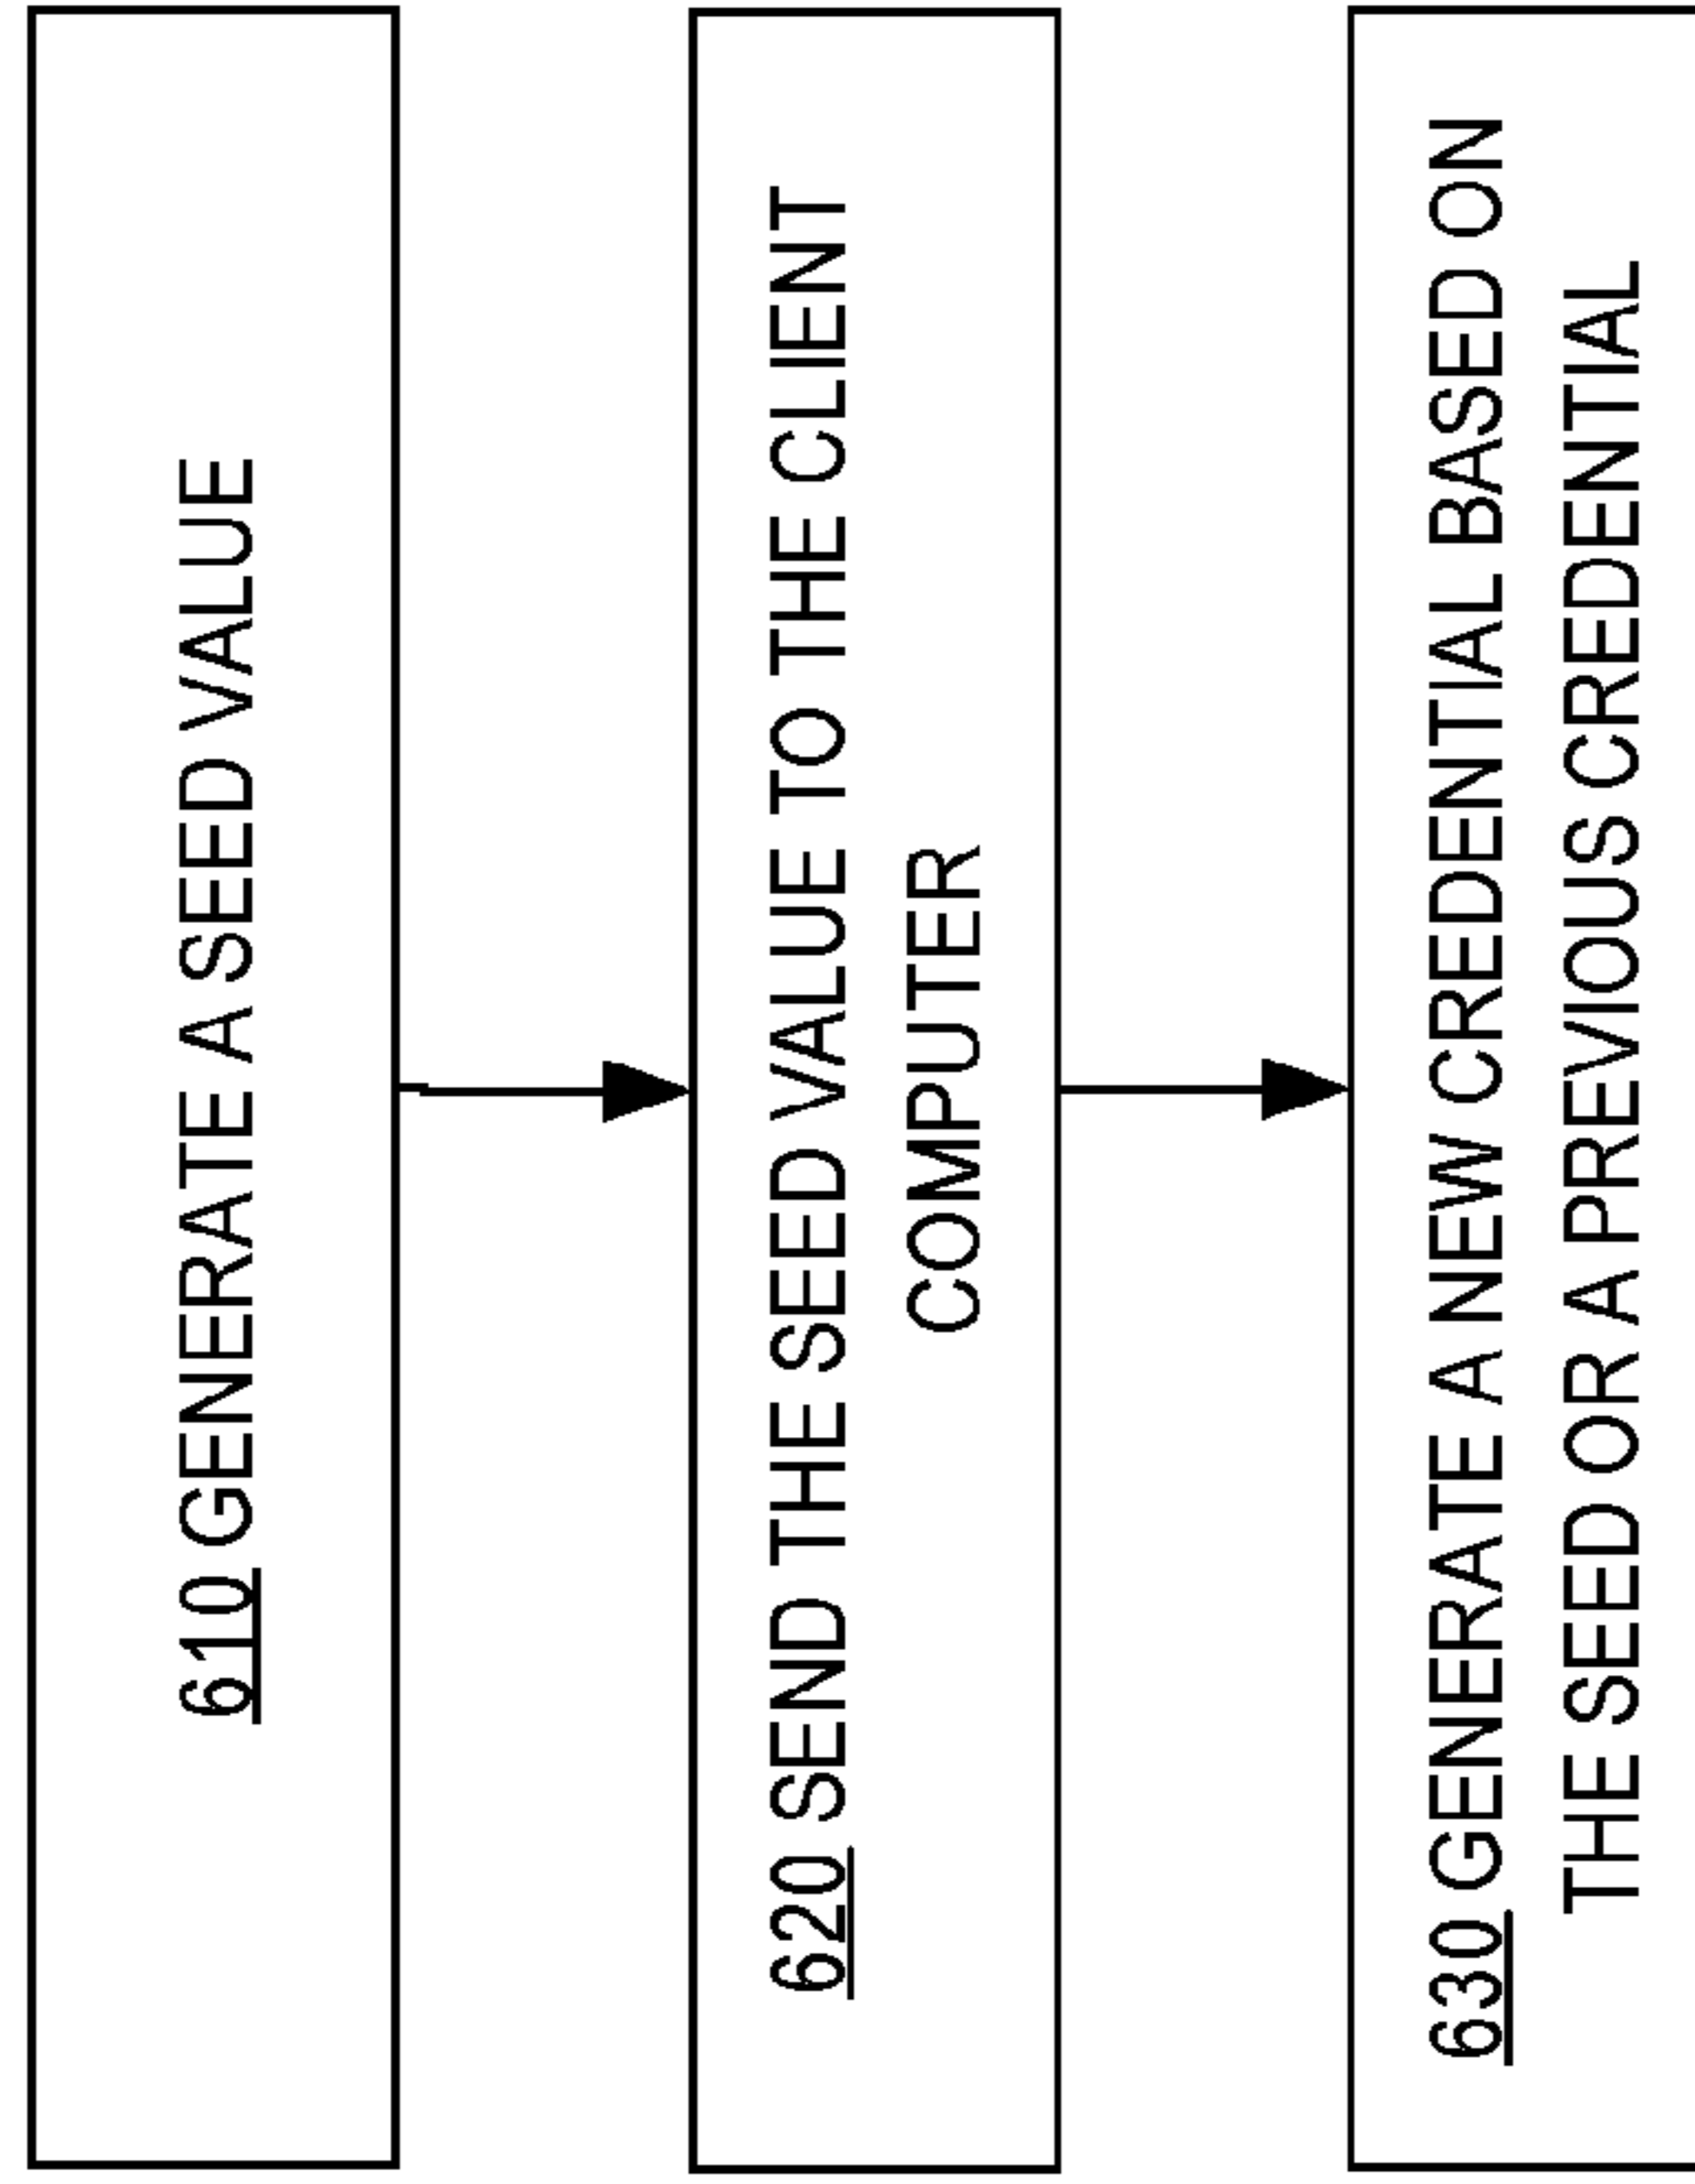 610 GENERATE A SEED VALUE
620 SEND THE SEED VALUE TO THE CLIENT
COMPUTER
630 GENERATE A NEW CREDENTIAL BASED ON
THE SEED OR A PREVIOUS CREDENTIAL